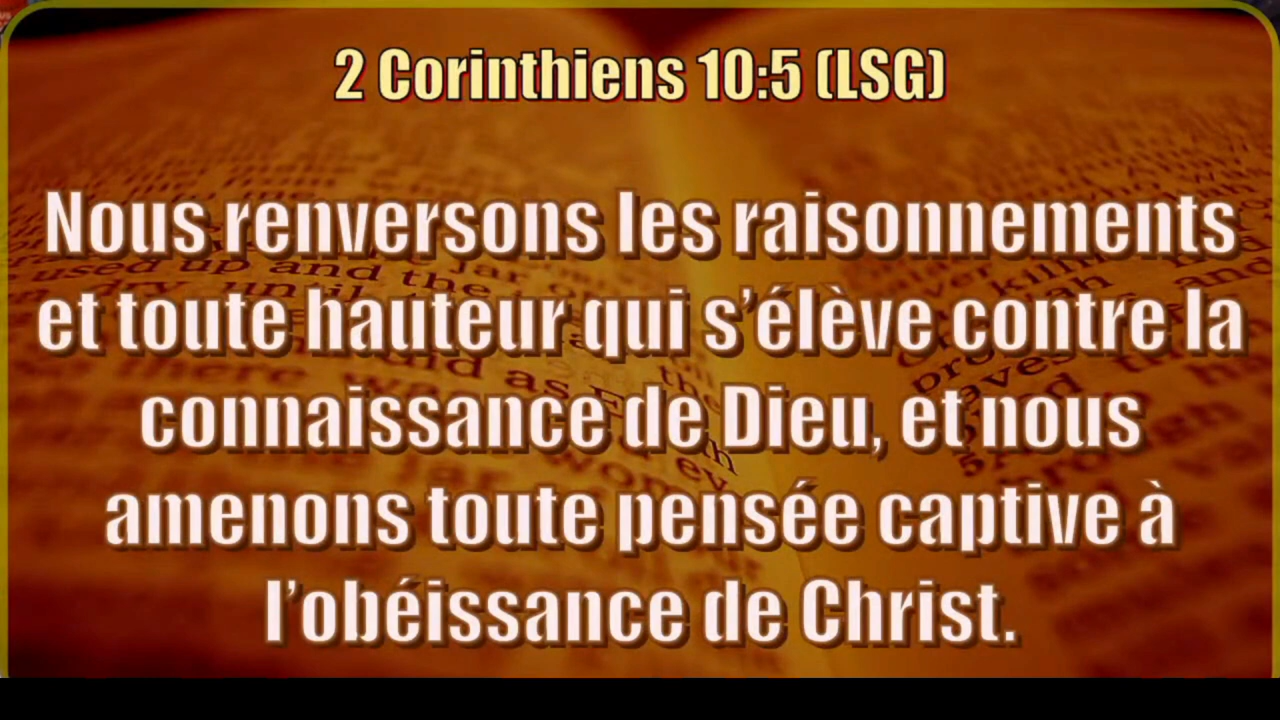 2 Corinthiens 10:5 (LSG)
Nous renversons les raisonnements
et toute hauteur qui s’élève contre la
connaissance de Dieu, et nous
amenons toute pensée captive à
l’obéissance de Christ.